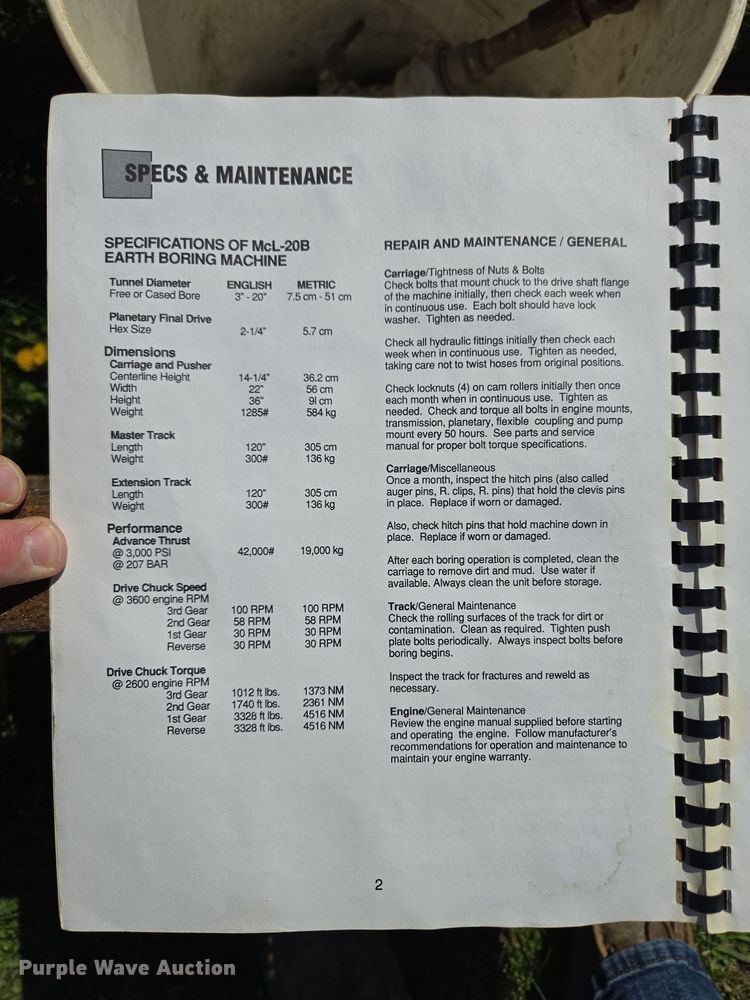 SPECS & MAINTENANCE
SPECIFICATIONS OF McL-20B
EARTH BORING MACHINE
Tunnel Diameter ENGLISH METRIC
Free or Cased Bore 3" - 20" 7.5 cm - 51 cm
Planetary Final Drive
Hex Size 2-1/4" 5.7 cm
Dimensions
Carriage and Pusher
Centerline Height 14-1/4" 36.2 cm
Width 22" 56 cm
Height 36" 9l cm
Weight 1285# 584 kg
Master Track
Length 120" 305 cm
Weight 300# 136 kg
Extension Track
Length 120" 305 cm
Weight 300# 136 kg
Performance
Advance Thrust
@ 3,000 PSI 42,000# 19,000 kg
@ 207 BAR
Drive Chuck Speed
@ 3600 engine RPM
3rd Gear 100 RPM 100 RPM
2nd Gear 58 RPM 58 RPM
1st Gear 30 RPM 30 RPM
Reverse 30 RPM 30 RPM
Drive Chuck Torque
@ 2600 engine RPM
3rd Gear 1012 ft lbs. 1373 NM
2nd Gear 1740 ft lbs. 2361 NM
1st Gear 3328 ft lbs. 4516 NM
Reverse 3328 ft lbs. 4516 NM
REPAIR AND MAINTENANCE / GENERAL
Carriage/Tightness of Nuts & Bolts
Check bolts that mount chuck to the drive shaft flange
of the machine initially, then check each week when
in continuous use. Each bolt should have lock
washer. Tighten as needed.
Check all hydraulic fittings initially then check each
week when in continuous use. Tighten as needed,
taking care not to twist hoses from original positions.
Check locknuts (4) on cam rollers initially then once
each month when in continuous use. Tighten as
needed. Check and torque all bolts in engine mounts,
transmission, planetary, flexible coupling and pump
mount every 50 hours. See parts and service
manual for proper bolt torque specifications.
Carriage/Miscellaneous
Once a month, inspect the hitch pins (also called
auger pins, R. clips, R. pins) that hold the clevis pins
in place. Replace if worn or damaged.
Also, check hitch pins that hold machine down in
place. Replace if worn or damaged.
After each boring operation is completed, clean the
carriage to remove dirt and mud. Use water if
available. Always clean the unit before storage.
Track/General Maintenance
Check the rolling surfaces of the track for dirt or
contamination. Clean as required. Tighten push
plate bolts periodically. Always inspect bolts before
boring begins.
Inspect the track for fractures and reweld as
necessary.
Engine/General Maintenance
Review the engine manual supplied before starting
and operating the engine. Follow manufacturer's
recommendations for operation and maintenance to
maintain your engine warranty.
2
Purple Wave Auction